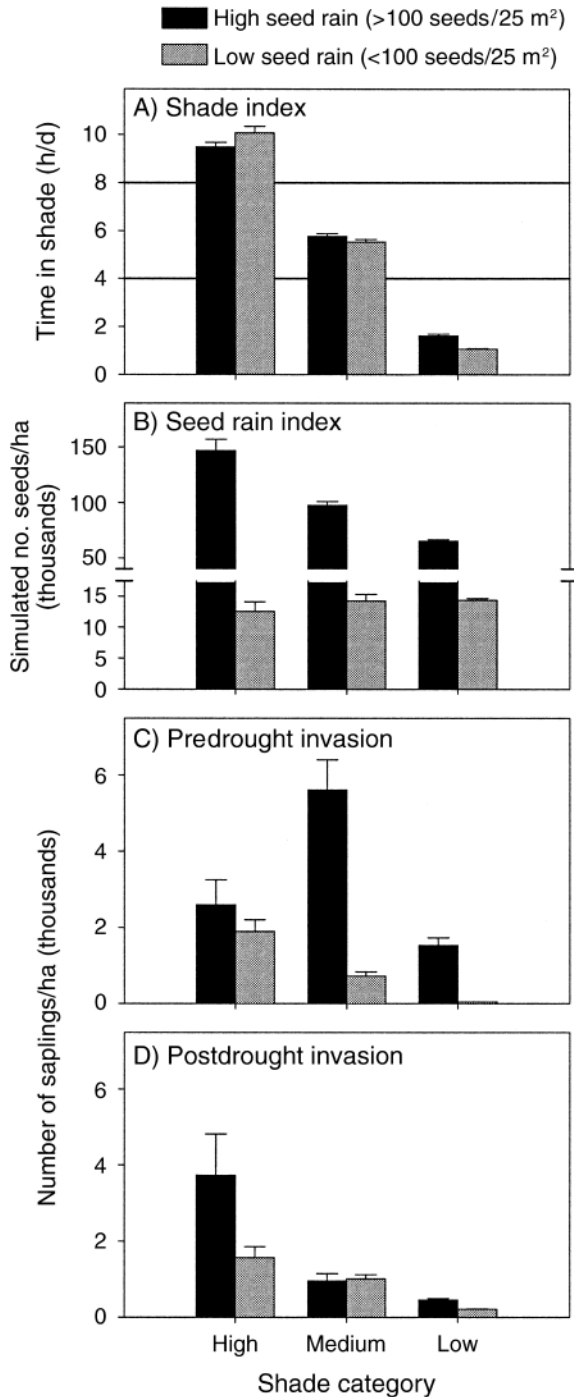 High seed rain (>100 seeds/25 m²)
Low seed rain (<100 seeds/25 m²)
A) Shade index
Time in shade (h/d)
10
8
6
4
2
0
B) Seed rain index
Simulated no. seeds/ha
(thousands)
150
100
50
15
10
5
0
C) Predrought invasion
Number of saplings/ha (thousands)
6
4
2
0
D) Postdrought invasion
6
4
2
0
High Medium Low
Shade category